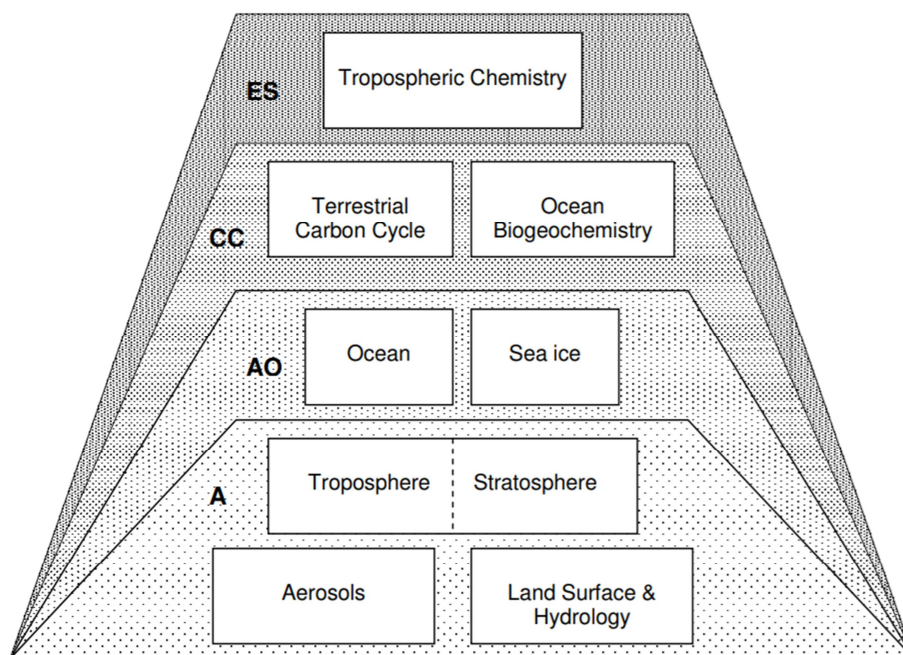 Tropospheric Chemistry
ES
Terrestrial
Carbon Cycle
Ocean
Biogeochemistry
CC
Ocean
Sea ice
AO
Troposphere
Stratosphere
A
Aerosols
Land Surface &
Hydrology